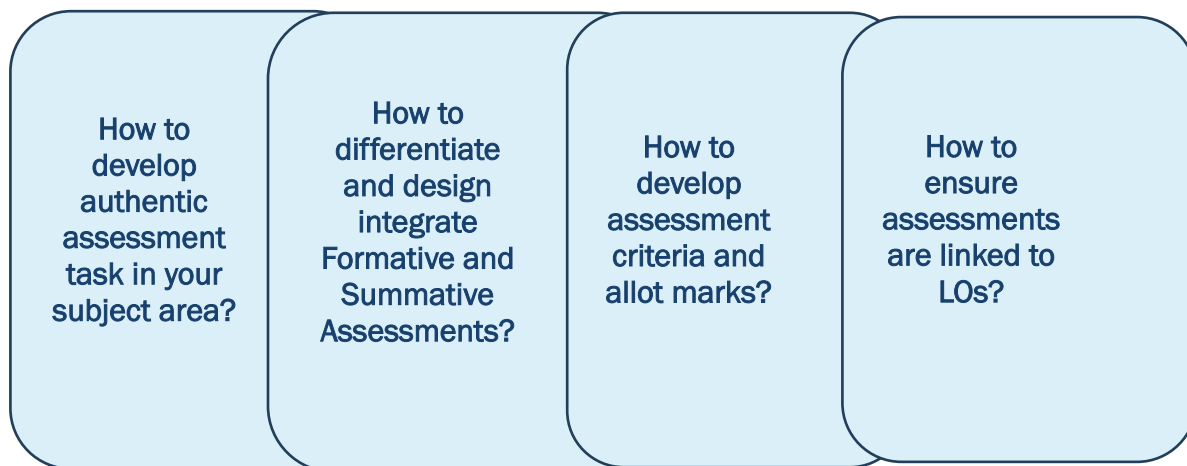 How to
develop
authentic
assessment
task in your
subject area?
How to
differentiate
and design
integrate
Formative and
Summative
Assessments?
How to
develop
assessment
criteria and
allot marks?
How to
ensure
assessments
are linked to
LOs?